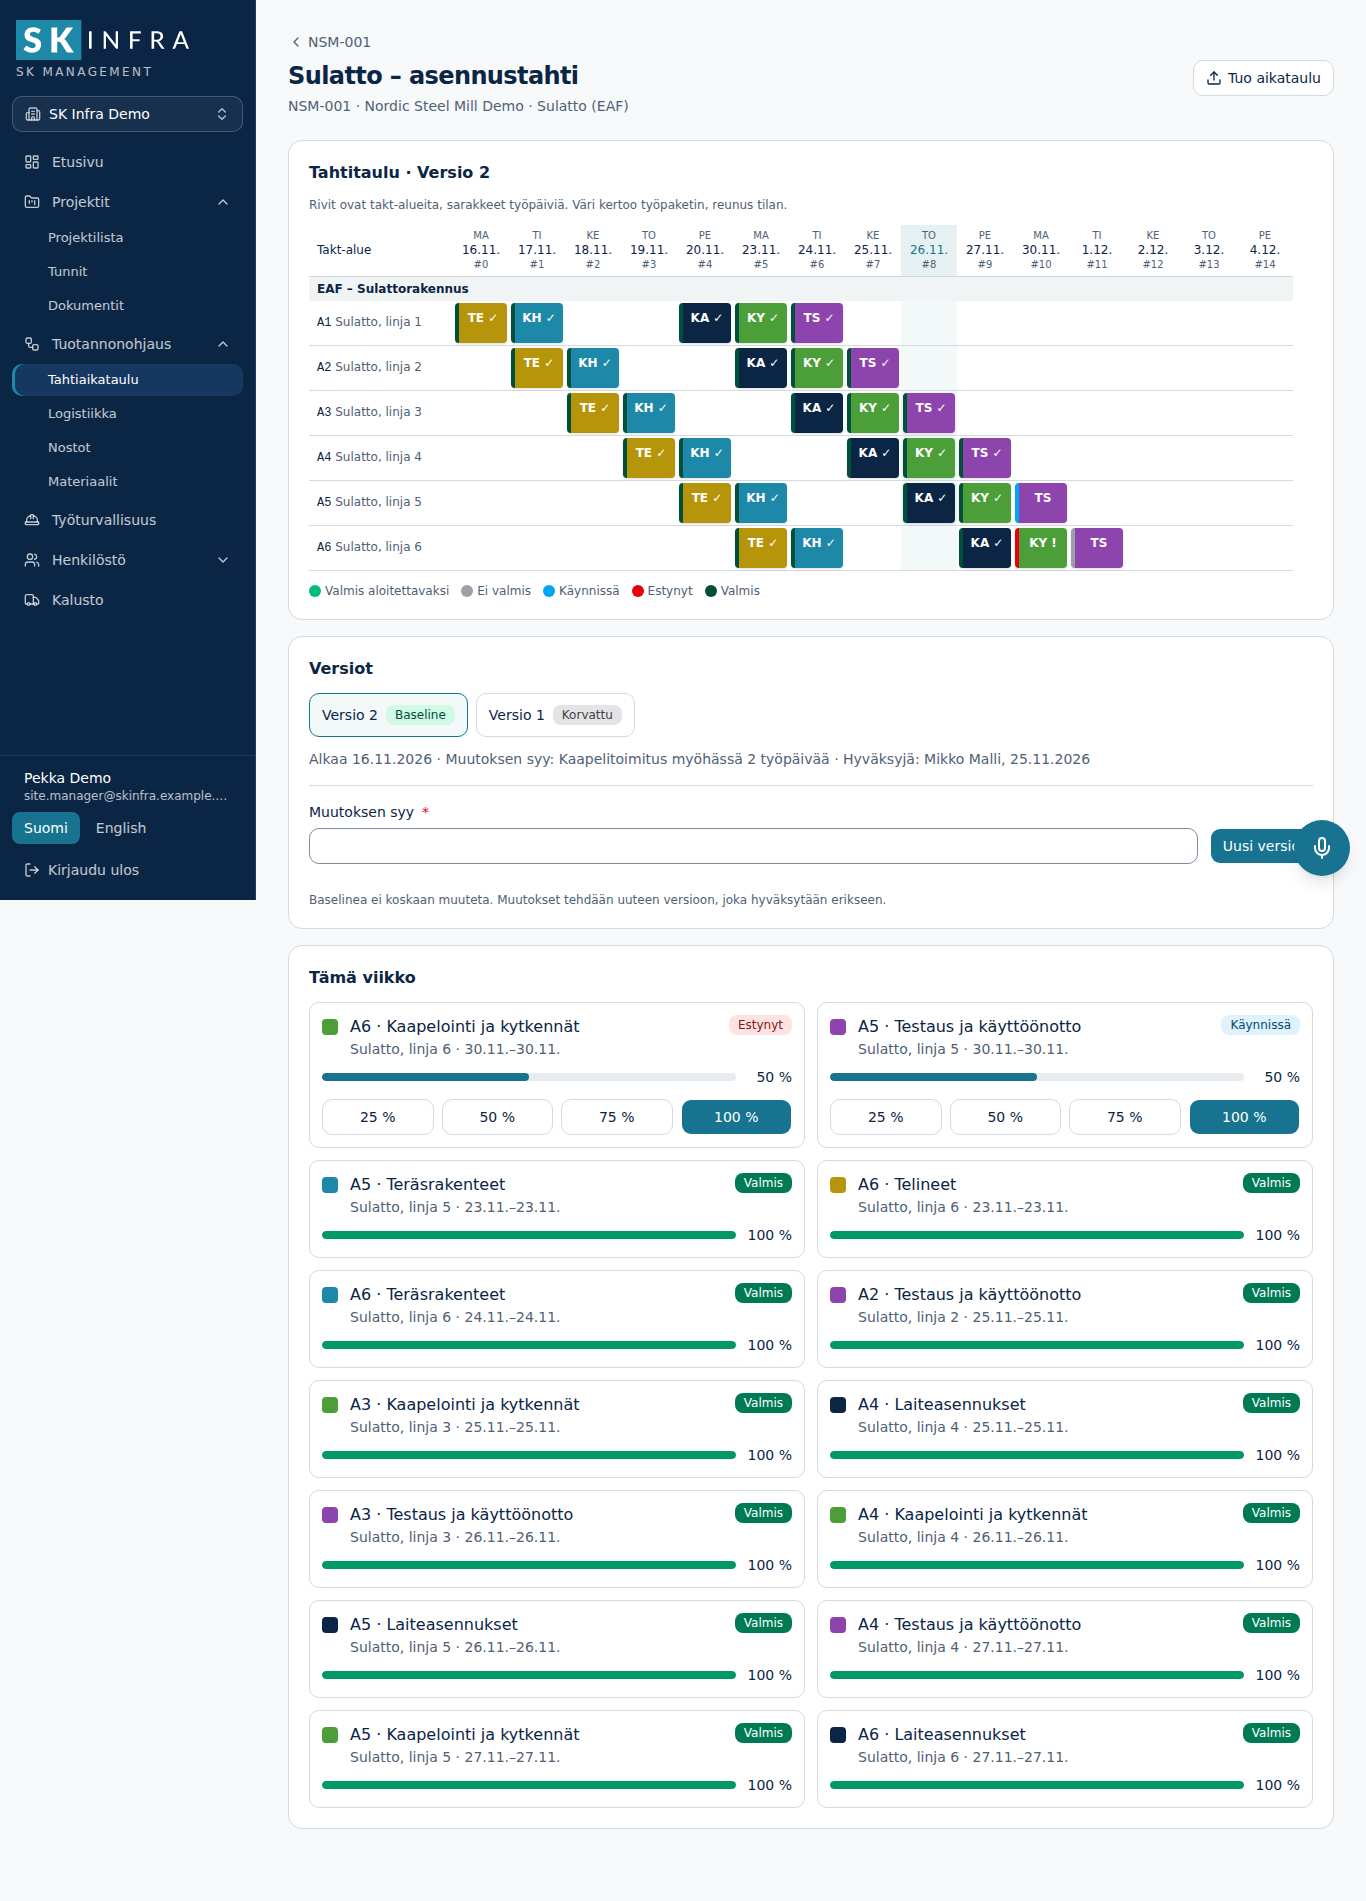 SK INFRA
SK MANAGEMENT
SK Infra Demo
Etusivu
Projektit
Projektilista
Tunnit
Dokumentit
Tuotannonohjaus
Tahtiaikataulu
Logistiikka
Nostot
Materiaalit
Työturvallisuus
Henkilöstö
Kalusto
Pekka Demo
site.manager@skinfra.example....
Suomi English
Kirjaudu ulos
NSM-001
Sulatto – asennustahti
NSM-001 · Nordic Steel Mill Demo · Sulatto (EAF)
Tuo aikataulu
Tahtitaulu · Versio 2
Rivit ovat takt-alueita, sarakkeet työpäiviä. Väri kertoo työpaketin, reunus tilan.
MA TI KE TO PE MA TI KE TO PE MA TI KE TO PE
Takt-alue 16.11. 17.11. 18.11. 19.11. 20.11. 23.11. 24.11. 25.11. 26.11. 27.11. 30.11. 1.12. 2.12. 3.12. 4.12.
#0 #1 #2 #3 #4 #5 #6 #7 #8 #9 #10 #11 #12 #13 #14
EAF – Sulattorakennus
A1 Sulatto, linja 1 TE ✓ KH ✓ KA ✓ KY ✓ TS ✓
A2 Sulatto, linja 2 TE ✓ KH ✓ KA ✓ KY ✓ TS ✓
A3 Sulatto, linja 3 TE ✓ KH ✓ KA ✓ KY ✓ TS ✓
A4 Sulatto, linja 4 TE ✓ KH ✓ KA ✓ KY ✓ TS ✓
A5 Sulatto, linja 5 TE ✓ KH ✓ KA ✓ KY ✓ TS
A6 Sulatto, linja 6 TE ✓ KH ✓ KA ✓ KY ! TS
Valmis aloitettavaksi Ei valmis Käynnissä Estynyt Valmis
Versiot
Versio 2 Baseline Versio 1 Korvattu
Alkaa 16.11.2026 · Muutoksen syy: Kaapelitoimitus myöhässä 2 työpäivää · Hyväksyjä: Mikko Malli, 25.11.2026
Muutoksen syy *
Uusi versio
Baselinea ei koskaan muuteta. Muutokset tehdään uuteen versioon, joka hyväksytään erikseen.
Tämä viikko
A6 · Kaapelointi ja kytkennät Estynyt
Sulatto, linja 6 · 30.11.–30.11.
50 %
25 % 50 % 75 % 100 %
A5 · Testaus ja käyttöönotto Käynnissä
Sulatto, linja 5 · 30.11.–30.11.
50 %
25 % 50 % 75 % 100 %
A5 · Teräsrakenteet Valmis
Sulatto, linja 5 · 23.11.–23.11.
100 %
A6 · Telineet Valmis
Sulatto, linja 6 · 23.11.–23.11.
100 %
A6 · Teräsrakenteet Valmis
Sulatto, linja 6 · 24.11.–24.11.
100 %
A2 · Testaus ja käyttöönotto Valmis
Sulatto, linja 2 · 25.11.–25.11.
100 %
A3 · Kaapelointi ja kytkennät Valmis
Sulatto, linja 3 · 25.11.–25.11.
100 %
A4 · Laiteasennukset Valmis
Sulatto, linja 4 · 25.11.–25.11.
100 %
A3 · Testaus ja käyttöönotto Valmis
Sulatto, linja 3 · 26.11.–26.11.
100 %
A4 · Kaapelointi ja kytkennät Valmis
Sulatto, linja 4 · 26.11.–26.11.
100 %
A5 · Laiteasennukset Valmis
Sulatto, linja 5 · 26.11.–26.11.
100 %
A4 · Testaus ja käyttöönotto Valmis
Sulatto, linja 4 · 27.11.–27.11.
100 %
A5 · Kaapelointi ja kytkennät Valmis
Sulatto, linja 5 · 27.11.–27.11.
100 %
A6 · Laiteasennukset Valmis
Sulatto, linja 6 · 27.11.–27.11.
100 %